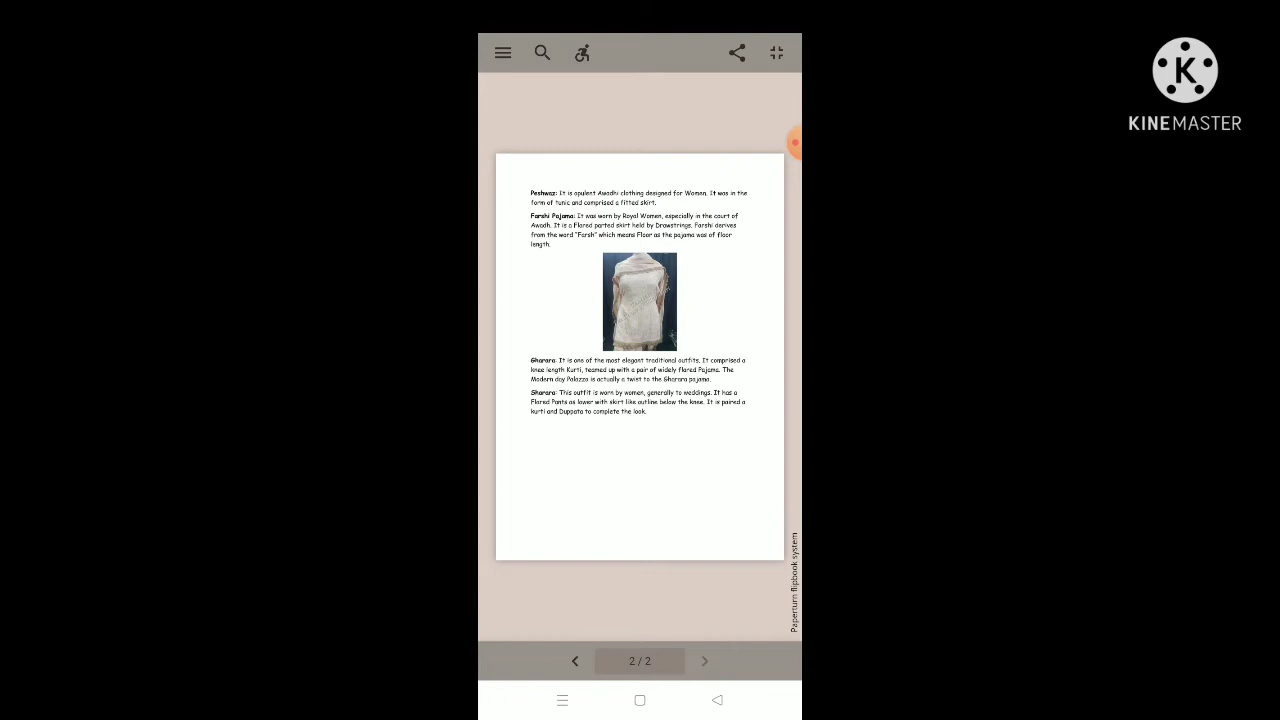 K
KINEMASTER
Peshwaz: It is opulent Awadhi clothing designed for Women. It was in the
form of tunic and comprised a fitted skirt.
Farshi Pajama: It was worn by Royal Women, especially in the court of
Awadh. It is a Flared parted skirt held by Drawstrings. Farshi derives
from the word "Farsh" which means Floor as the pajama was of floor
length.
Gharara: It is one of the most elegant traditional outfits. It comprised a
knee length Kurti, teamed up with a pair of widely flared Pajama. The
Modern day Palazzo is actually a twist to the Gharara pajama.
Sharara: This outfit is worn by women, generally to weddings. It has a
Flared Pants as lower with skirt like outline below the knee. It is paired a
kurti and Duppata to complete the look.
Paperturn flipbook system
2 / 2